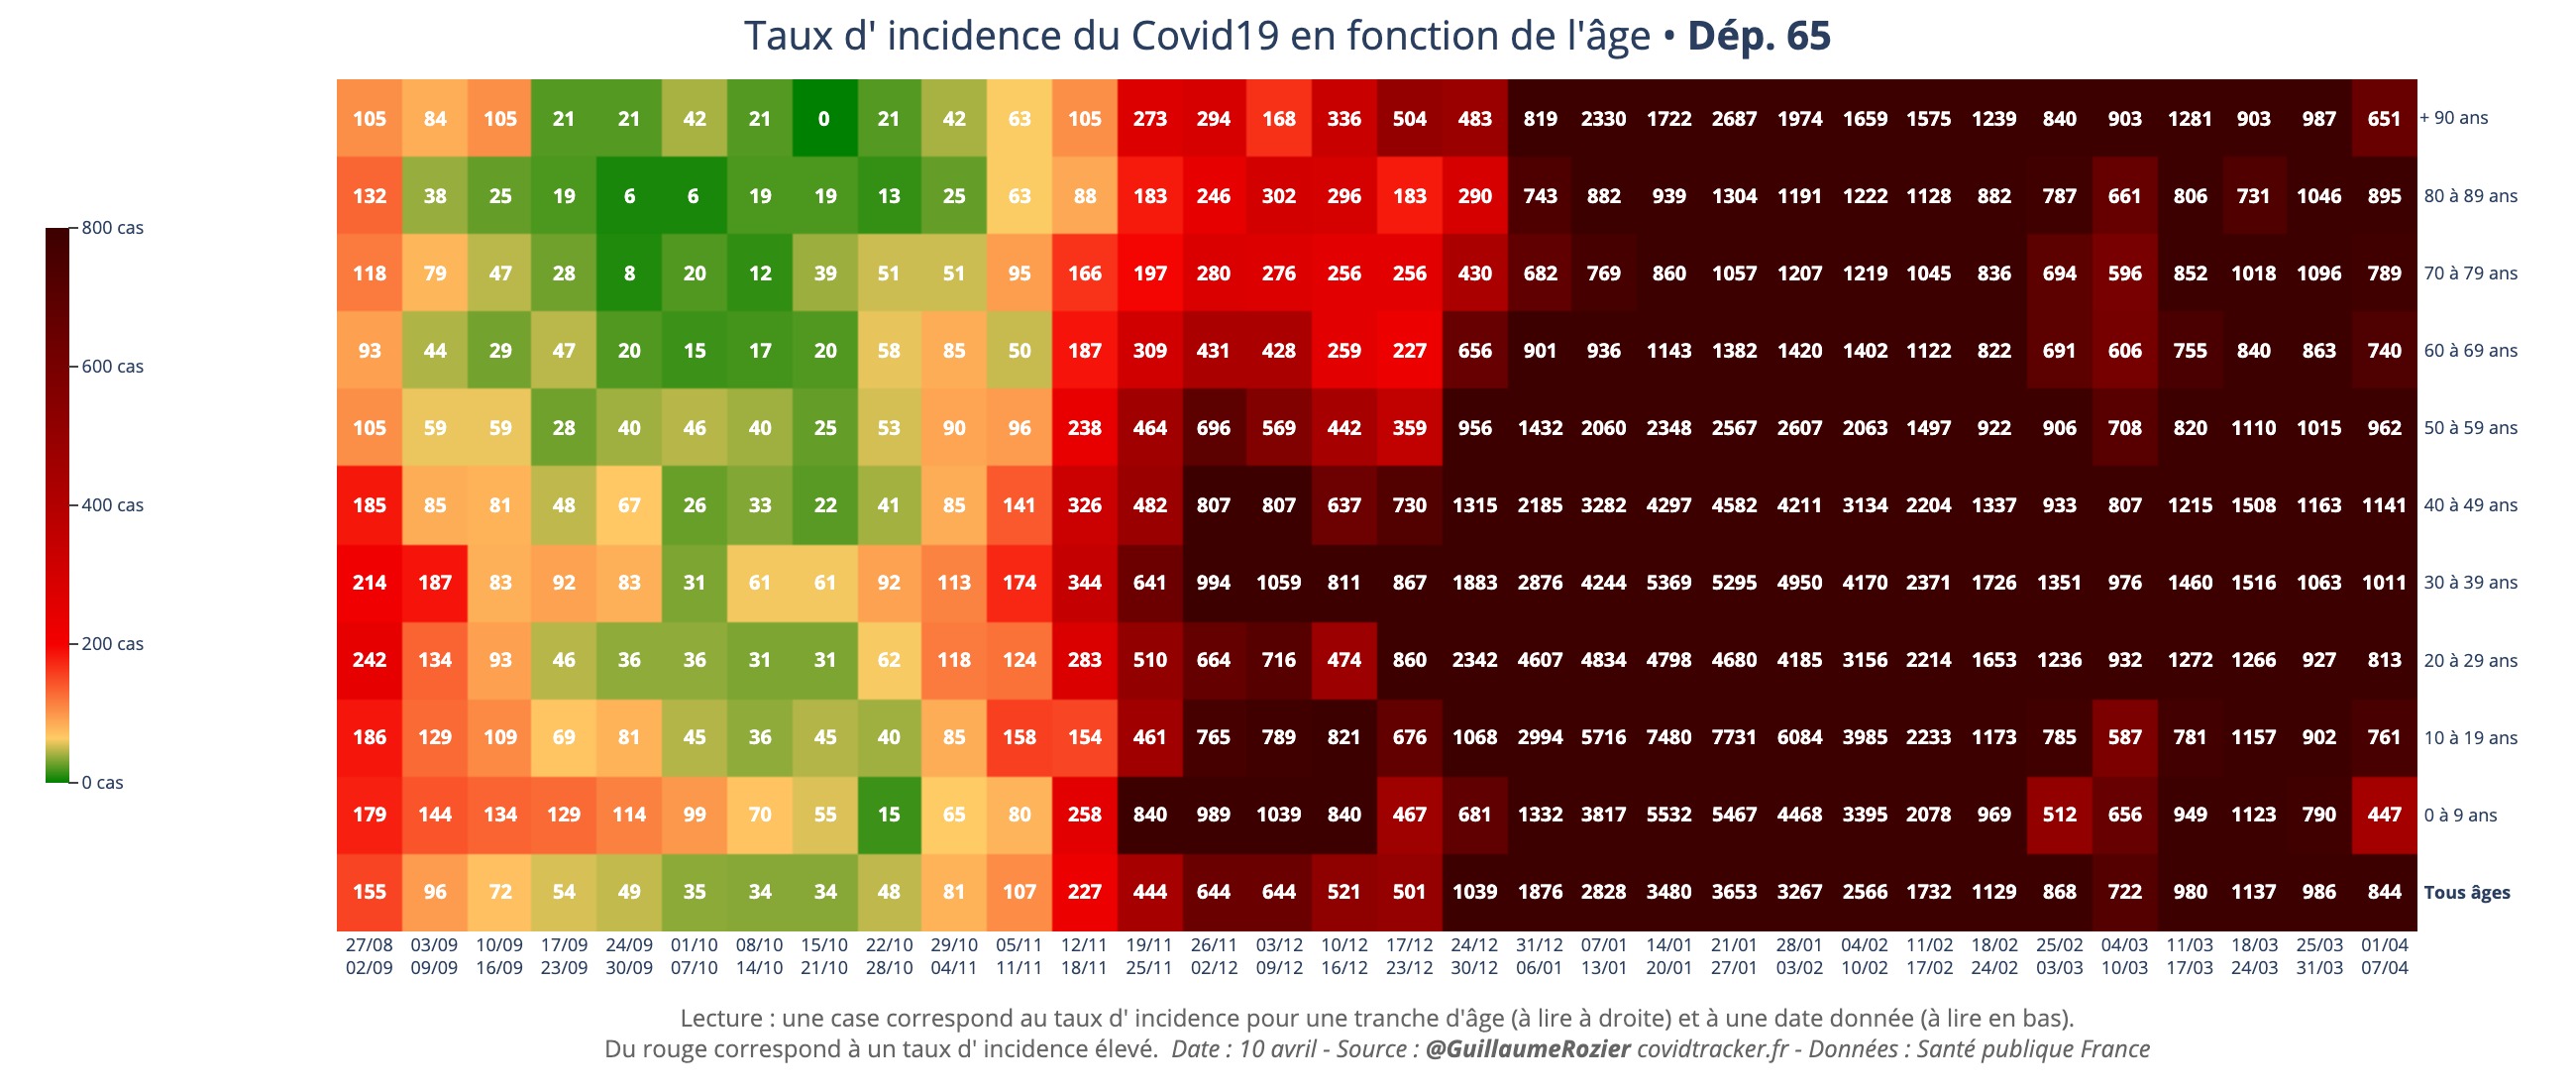 Taux d' incidence du Covid19 en fonction de l'âge • Dép. 65
105 84 105 21 21 42 21 0 21 42 63 105 273 294 168 336 504 483 819 2330 1722 2687 1974 1659 1575 1239 840 903 1281 903 987 651 + 90 ans
132 38 25 19 6 6 19 19 13 25 63 88 183 246 302 296 183 290 743 882 939 1304 1191 1222 1128 882 787 661 806 731 1046 895 80 à 89 ans
800 cas
118 79 47 28 8 20 12 39 51 51 95 166 197 280 276 256 256 430 682 769 860 1057 1207 1219 1045 836 694 596 852 1018 1096 789 70 à 79 ans
93 44 29 47 20 15 17 20 58 85 50 187 309 431 428 259 227 656 901 936 1143 1382 1420 1402 1122 822 691 606 755 840 863 740 60 à 69 ans
600 cas
105 59 59 28 40 46 40 25 53 90 96 238 464 696 569 442 359 956 1432 2060 2348 2567 2607 2063 1497 922 906 708 820 1110 1015 962 50 à 59 ans
400 cas
185 85 81 48 67 26 33 22 41 85 141 326 482 807 807 637 730 1315 2185 3282 4297 4582 4211 3134 2204 1337 933 807 1215 1508 1163 1141 40 à 49 ans
214 187 83 92 83 31 61 61 92 113 174 344 641 994 1059 811 867 1883 2876 4244 5369 5295 4950 4170 2371 1726 1351 976 1460 1516 1063 1011 30 à 39 ans
200 cas
242 134 93 46 36 36 31 31 62 118 124 283 510 664 716 474 860 2342 4607 4834 4798 4680 4185 3156 2214 1653 1236 932 1272 1266 927 813 20 à 29 ans
186 129 109 69 81 45 36 45 40 85 158 154 461 765 789 821 676 1068 2994 5716 7480 7731 6084 3985 2233 1173 785 587 781 1157 902 761 10 à 19 ans
0 cas
179 144 134 129 114 99 70 55 15 65 80 258 840 989 1039 840 467 681 1332 3817 5532 5467 4468 3395 2078 969 512 656 949 1123 790 447 0 à 9 ans
155 96 72 54 49 35 34 34 48 81 107 227 444 644 644 521 501 1039 1876 2828 3480 3653 3267 2566 1732 1129 868 722 980 1137 986 844 Tous âges
27/08 03/09 10/09 17/09 24/09 01/10 08/10 15/10 22/10 29/10 05/11 12/11 19/11 26/11 03/12 10/12 17/12 24/12 31/12 07/01 14/01 21/01 28/01 04/02 11/02 18/02 25/02 04/03 11/03 18/03 25/03 01/04
02/09 09/09 16/09 23/09 30/09 07/10 14/10 21/10 28/10 04/11 11/11 18/11 25/11 02/12 09/12 16/12 23/12 30/12 06/01 13/01 20/01 27/01 03/02 10/02 17/02 24/02 03/03 10/03 17/03 24/03 31/03 07/04
Lecture : une case correspond au taux d' incidence pour une tranche d'âge (à lire à droite) et à une date donnée (à lire en bas).
Du rouge correspond à un taux d' incidence élevé. Date : 10 avril - Source : @GuillaumeRozier covidtracker.fr - Données : Santé publique France